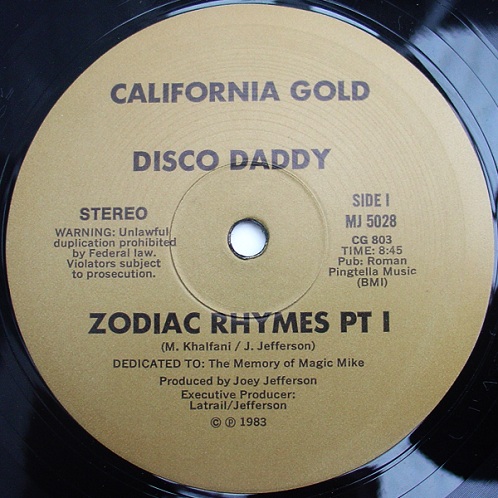 CALIFORNIA GOLD
DISCO DADDY
STEREO
WARNING: Unlawful
duplication prohibited
by Federal law.
Violators subject
to prosecution.
SIDE I
MJ 5028
CG 803
TIME: 8:45
Pub: Roman
Pingtella Music
(BMI)
ZODIAC RHYMES PT I
(M. Khalfani / J. Jefferson)
DEDICATED TO: The Memory of Magic Mike
Produced by Joey Jefferson
Executive Producer:
Latrail/Jefferson
© ℗ 1983